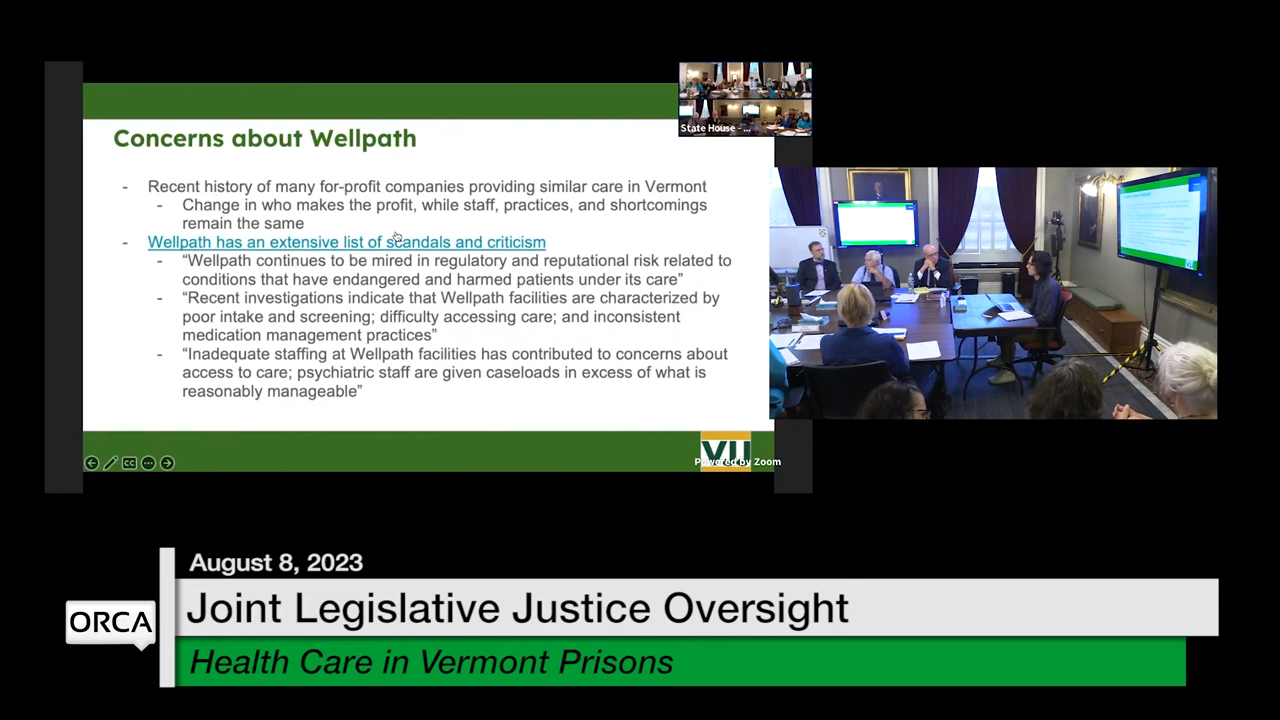 Concerns about Wellpath
- Recent history of many for-profit companies providing similar care in Vermont
- Change in who makes the profit, while staff, practices, and shortcomings
remain the same
- Wellpath has an extensive list of scandals and criticism
- “Wellpath continues to be mired in regulatory and reputational risk related to
conditions that have endangered and harmed patients under its care”
- “Recent investigations indicate that Wellpath facilities are characterized by
poor intake and screening; difficulty accessing care; and inconsistent
medication management practices”
- “Inadequate staffing at Wellpath facilities has contributed to concerns about
access to care; psychiatric staff are given caseloads in excess of what is
reasonably manageable”
State House - ...
CC
Powered by Zoom
August 8, 2023
ORCA
Joint Legislative Justice Oversight
Health Care in Vermont Prisons